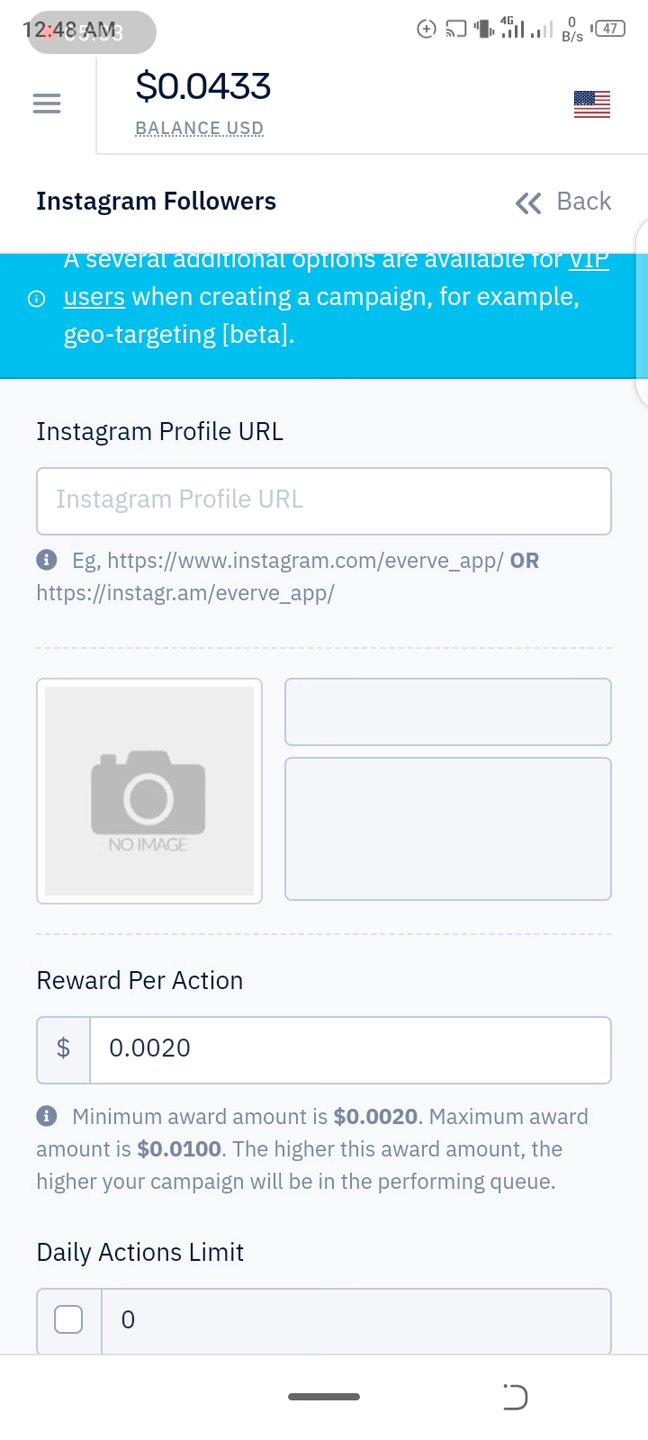 12:48 AM
4G
0
B/s
47
$0.0433
BALANCE USD
Instagram Followers
Back
A several additional options are available for VIP
users when creating a campaign, for example,
geo-targeting [beta].
Instagram Profile URL
Instagram Profile URL
Eg, https://www.instagram.com/everve_app/ OR
https://instagr.am/everve_app/
NO IMAGE
Reward Per Action
$ 0.0020
Minimum award amount is $0.0020. Maximum award
amount is $0.0100. The higher this award amount, the
higher your campaign will be in the performing queue.
Daily Actions Limit
0